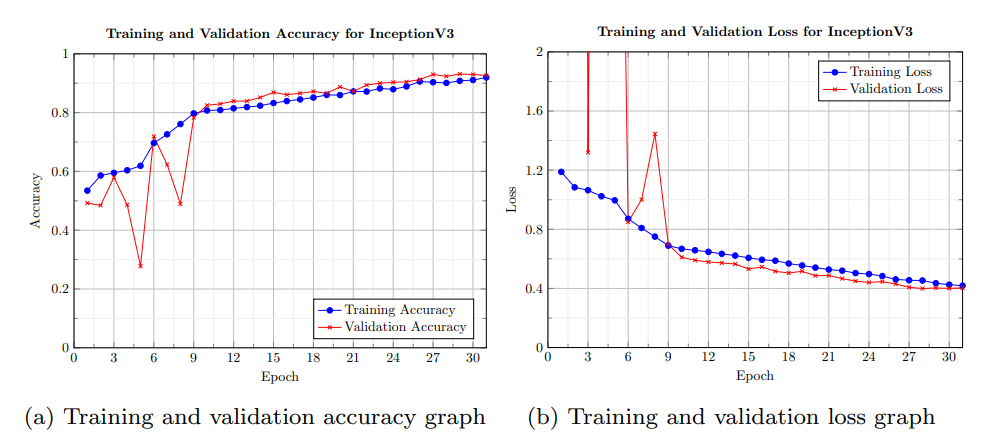 Training and Validation Accuracy for InceptionV3
1
0.8
0.6
0.4
0.2
0
Accuracy
0 3 6 9 12 15 18 21 24 27 30
Epoch
Training Accuracy
Validation Accuracy
(a) Training and validation accuracy graph
Training and Validation Loss for InceptionV3
2
1.6
1.2
0.8
0.4
0
Loss
0 3 6 9 12 15 18 21 24 27 30
Epoch
Training Loss
Validation Loss
(b) Training and validation loss graph